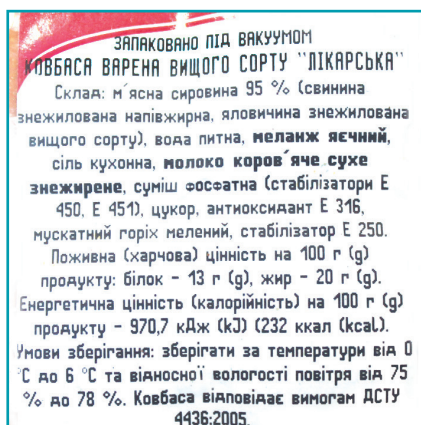 ЗАПАКОВАНО ПІД ВАКУУМОМ
КОВБАСА ВАРЕНА ВИЩОГО СОРТУ "ЛІКАРСЬКА"
Склад: м´ясна сировина 95 % (свинина
знежилована напівжирна, яловичина знежилована
вищого сорту), вода питна, меланж яєчний,
сіль кухонна, молоко коров´яче сухе
знежирене, суміш фосфатна (стабілізатори Е
450, Е 451), цукор, антиоксидант Е 316,
мускатний горіх мелений, стабілізатор Е 250.
Поживна (харчова) цінність на 100 г (g)
продукту: білок - 13 г (g), жир - 20 г (g).
Енергетична цінність (калорійність) на 100 г (g)
продукту - 970,7 кДж (kJ) (232 ккал (kcal).
Умови зберігання: зберігати за температури від 0
°С до 6 °С та відносної вологості повітря від 75
% до 78 %. Ковбаса відповідає вимогам ДСТУ
4436:2005.